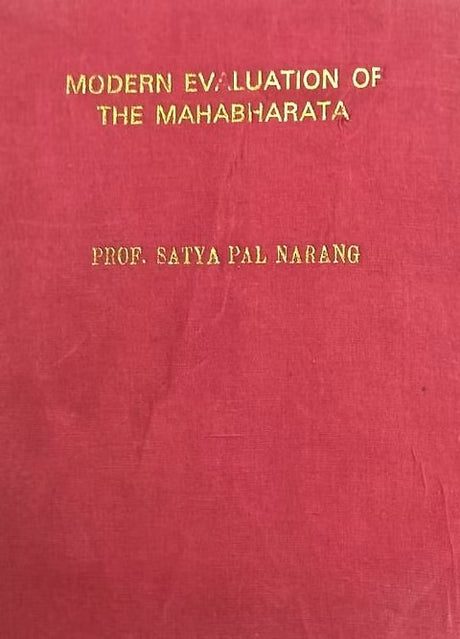 MODERN EVALUATION OF
THE MAHABHARATA
PROF. SATYA PAL NARANG